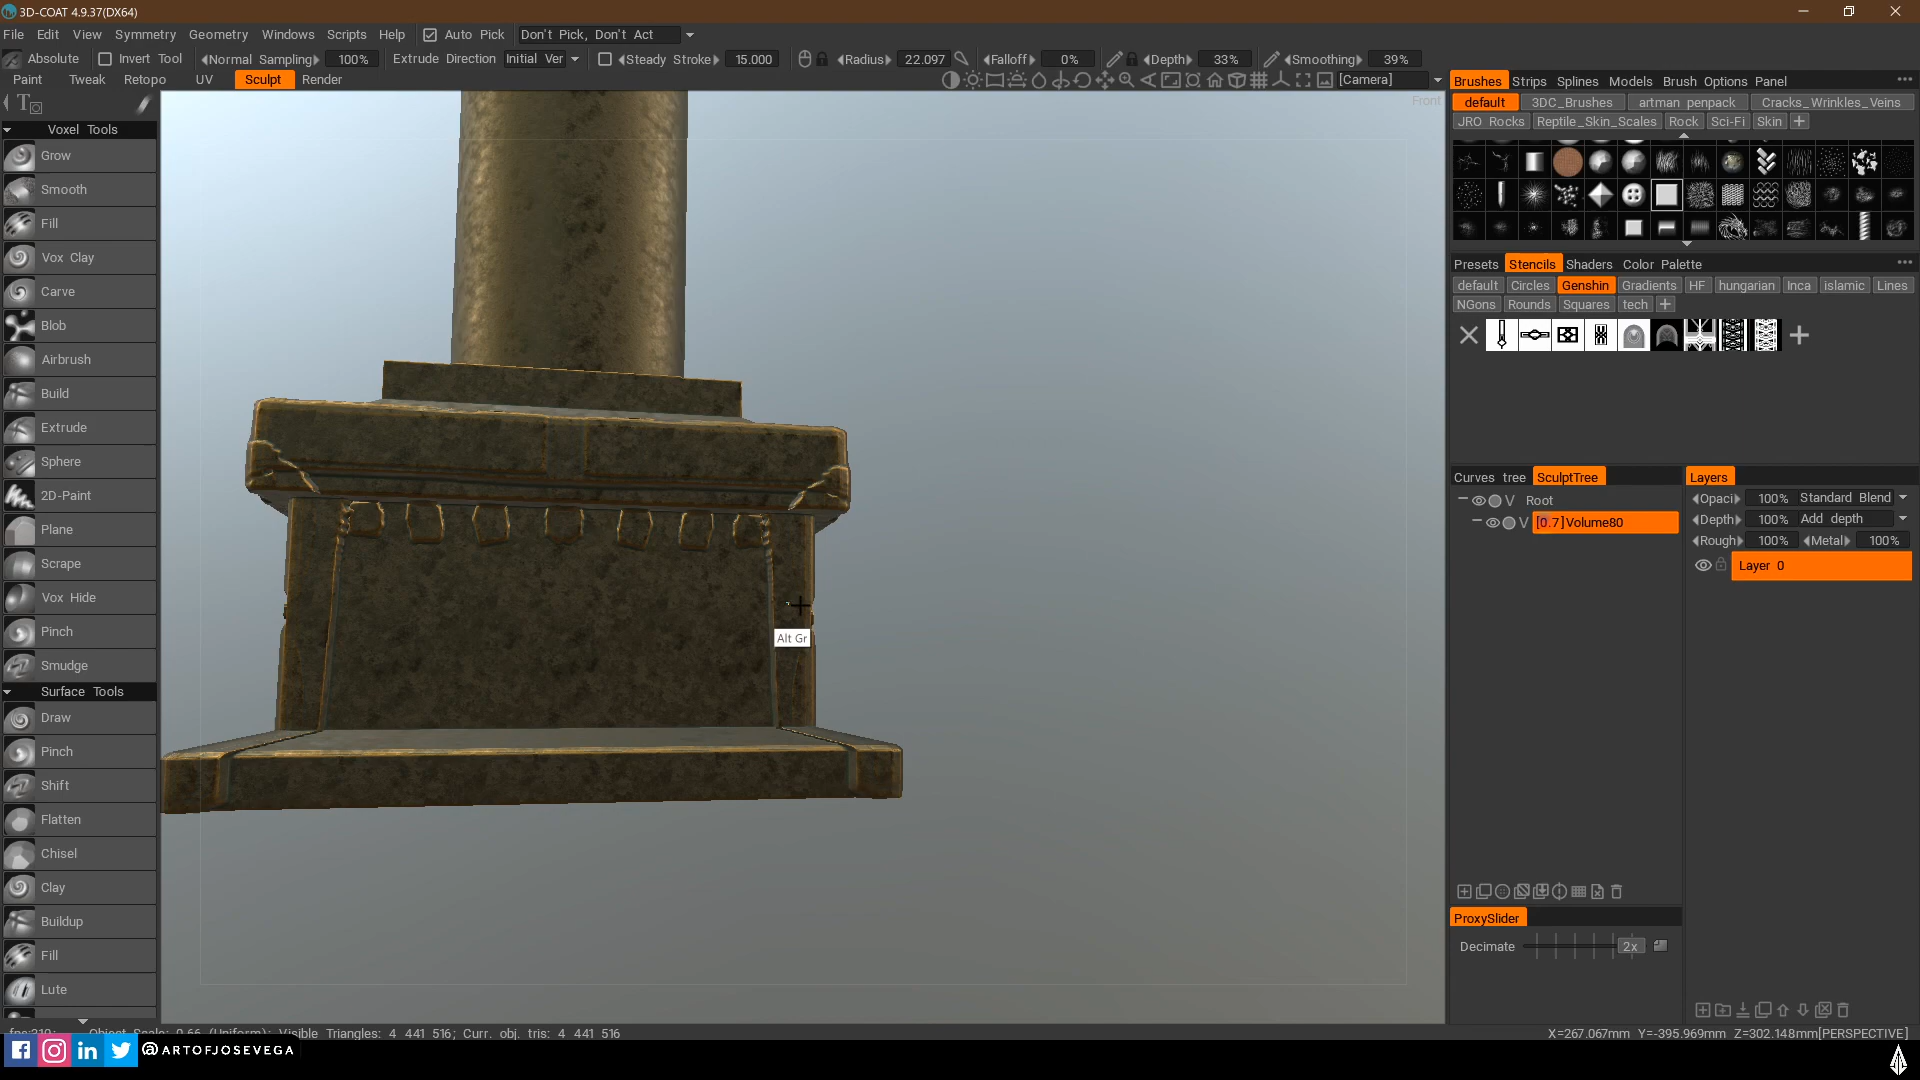 3D-COAT 4.9.37(DX64)
File Edit View Symmetry Geometry Windows Scripts Help Auto Pick Don't Pick, Don't Act
Absolute Invert Tool Normal Sampling 100% Extrude Direction Initial Ver Steady Stroke 15.000 Radius 22.097 Falloff 0% Depth 33% Smoothing 39%
Paint Tweak Retopo UV Sculpt Render [Camera]
Front
Voxel Tools
Grow
Smooth
Fill
Vox Clay
Carve
Blob
Airbrush
Build
Extrude
Sphere
2D-Paint
Plane
Scrape
Vox Hide
Pinch
Smudge
Surface Tools
Draw
Pinch
Shift
Flatten
Chisel
Clay
Buildup
Fill
Lute
Alt Gr
Brushes Strips Splines Models Brush Options Panel
default 3DC_Brushes artman penpack Cracks_Wrinkles_Veins
JRO Rocks Reptile_Skin_Scales Rock Sci-Fi Skin
Presets Stencils Shaders Color Palette
default Circles Genshin Gradients HF hungarian Inca islamic Lines
NGons Rounds Squares tech
Curves tree SculptTree
V Root
V [0.7]Volume80
Layers
Opaci 100% Standard Blend
Depth 100% Add depth
Rough 100% Metal 100%
Layer 0
ProxySlider
Decimate 2x
Object Scale: 0.66 (Uniform); Visible Triangles: 4 441 516; Curr. obj. tris: 4 441 516
X=267.067mm Y=-395.969mm Z=302.148mm[PERSPECTIVE]
@ARTOFJOSEVEGA